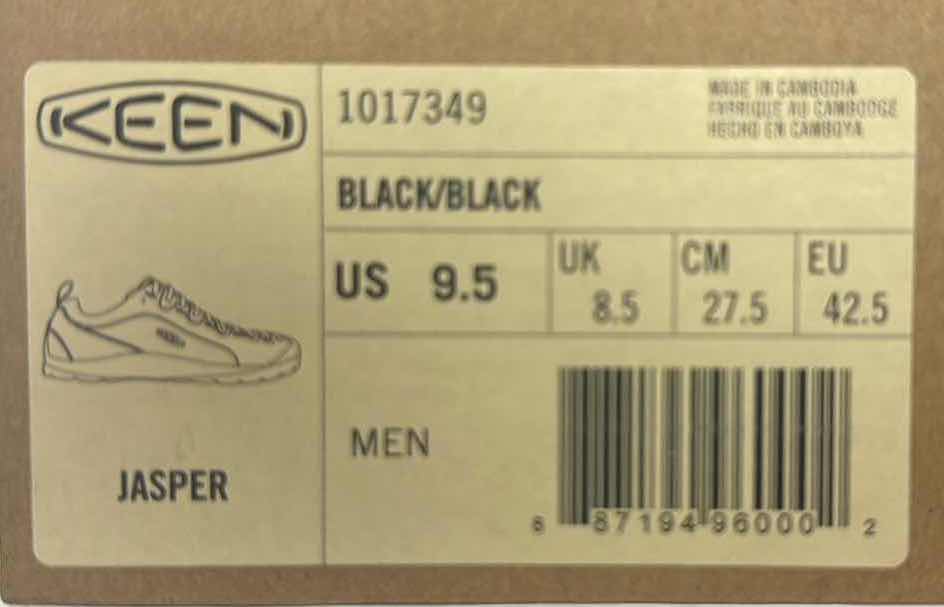 KEEN
1017349
MADE IN CAMBODIA
FABRIQUE AU CAMBODGE
HECHO EN CAMBOYA
BLACK/BLACK
US 9.5
UK 8.5
CM 27.5
EU 42.5
MEN
JASPER
8 87194 96000 2